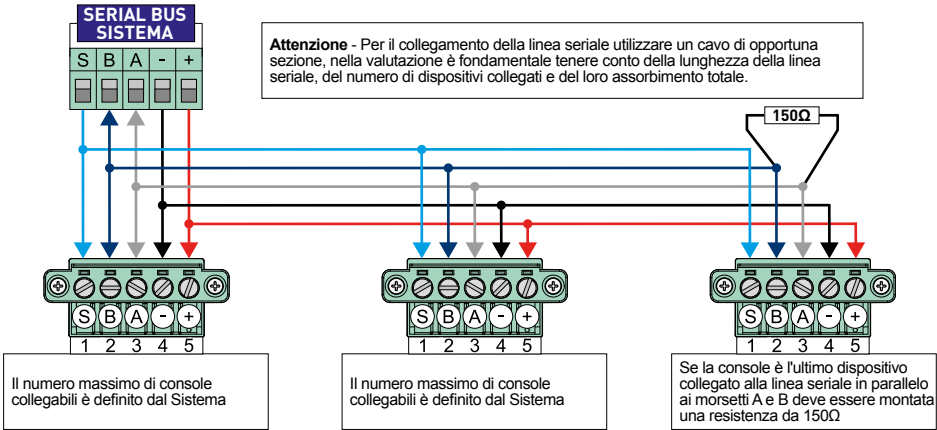 SERIAL BUS
SISTEMA
S B A - +
Attenzione - Per il collegamento della linea seriale utilizzare un cavo di opportuna
sezione, nella valutazione è fondamentale tenere conto della lunghezza della linea
seriale, del numero di dispositivi collegati e del loro assorbimento totale.
150Ω
S B A - +
1 2 3 4 5
Il numero massimo di console
collegabili è definito dal Sistema
S B A - +
1 2 3 4 5
Il numero massimo di console
collegabili è definito dal Sistema
S B A - +
1 2 3 4 5
Se la console è l'ultimo dispositivo
collegato alla linea seriale in parallelo
ai morsetti A e B deve essere montata
una resistenza da 150Ω